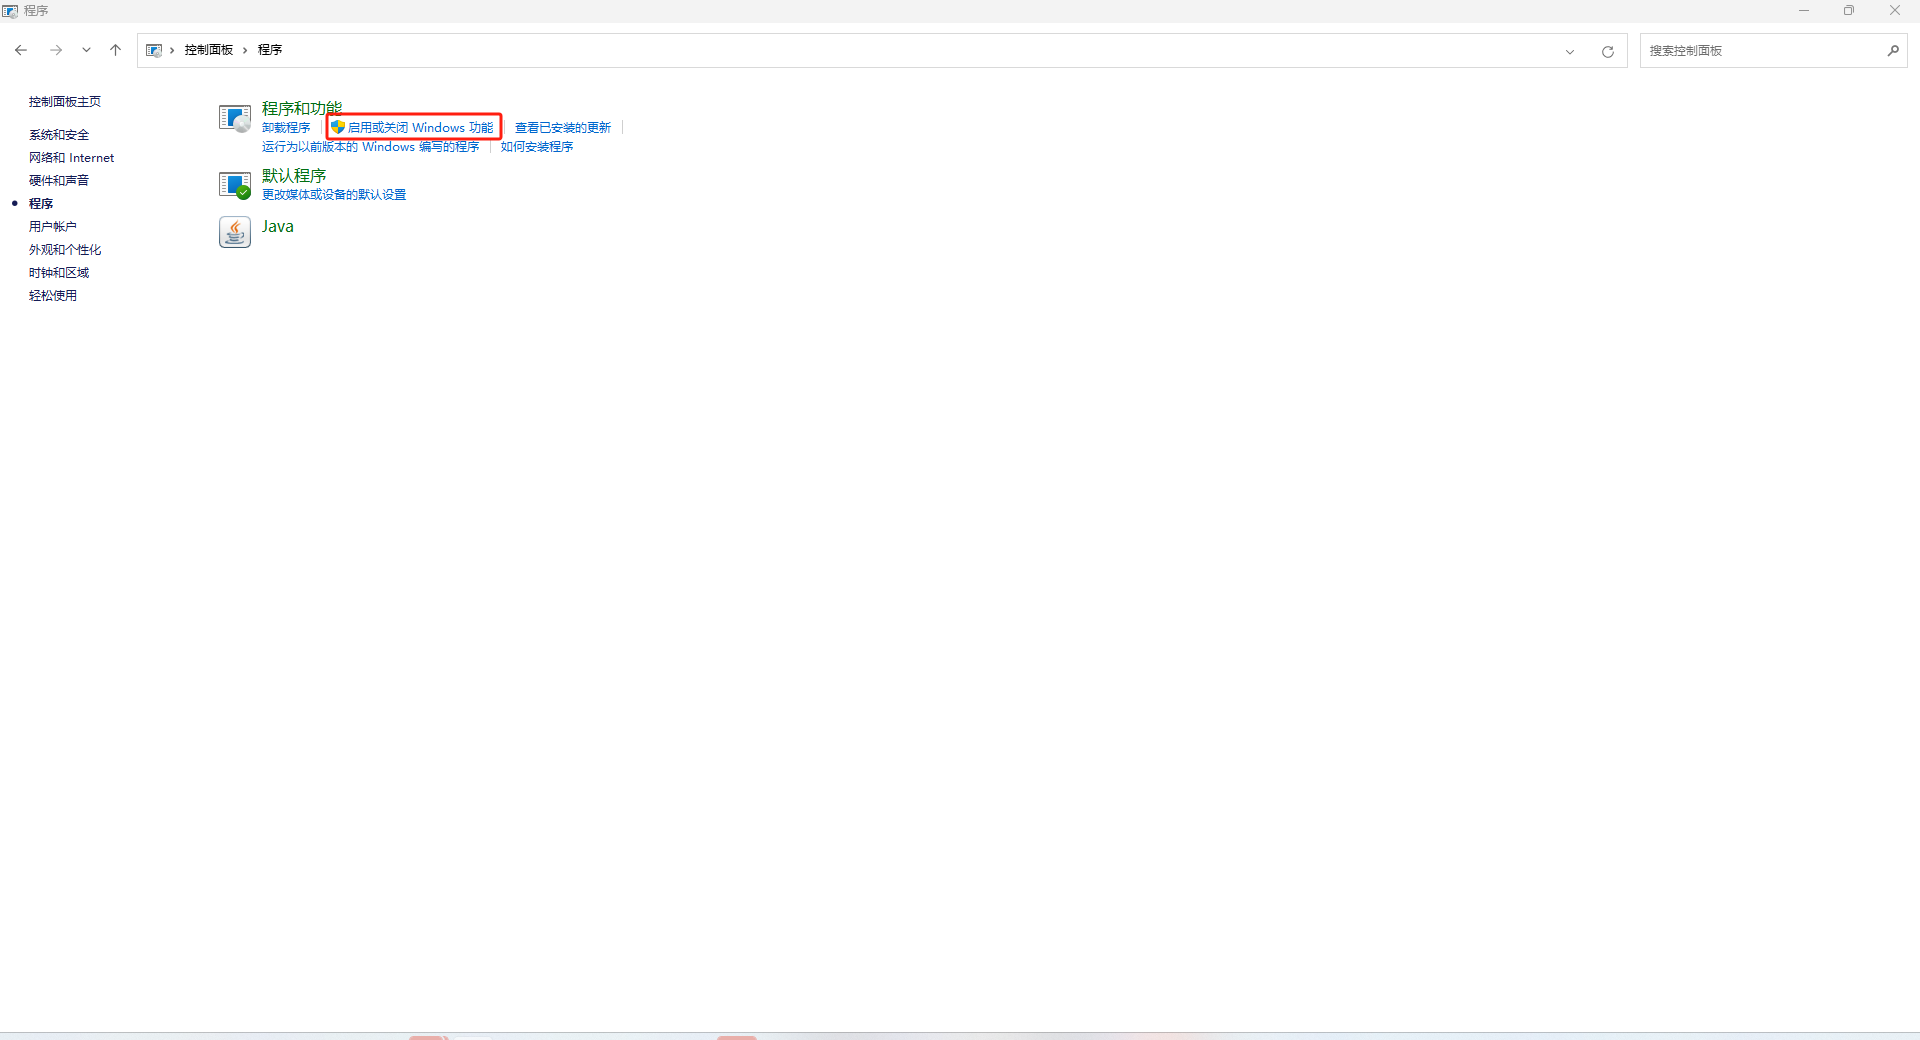 程序
控制面板 › 程序
搜索控制面板
控制面板主页
系统和安全
网络和 Internet
硬件和声音
程序
用户帐户
外观和个性化
时钟和区域
轻松使用
程序和功能
卸载程序 启用或关闭 Windows 功能 查看已安装的更新
运行为以前版本的 Windows 编写的程序 如何安装程序
默认程序
更改媒体或设备的默认设置
Java